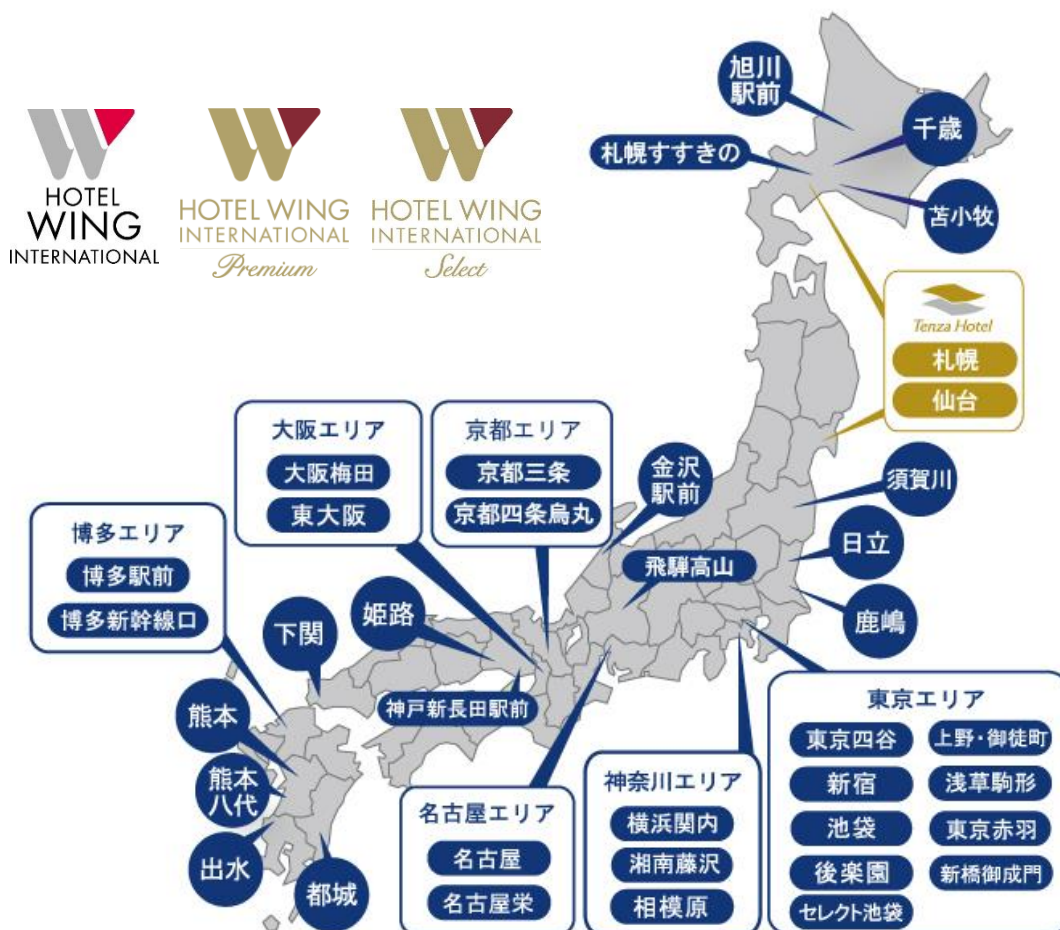 HOTEL
WING
INTERNATIONAL
HOTEL WING
INTERNATIONAL
Premium
HOTEL WING
INTERNATIONAL
Select
旭川
駅前
千歳
札幌すすきの
苫小牧
Tenza Hotel
札幌
仙台
大阪エリア
大阪梅田
東大阪
京都エリア
京都三条
京都四条烏丸
金沢
駅前
須賀川
博多エリア
博多駅前
博多新幹線口
日立
飛騨高山
鹿嶋
姫路
下関
神戸新長田駅前
熊本
熊本
八代
出水
都城
名古屋エリア
名古屋
名古屋栄
神奈川エリア
横浜関内
湘南藤沢
相模原
東京エリア
東京四谷
上野・御徒町
新宿
浅草駒形
池袋
東京赤羽
後楽園
新橋御成門
セレクト池袋